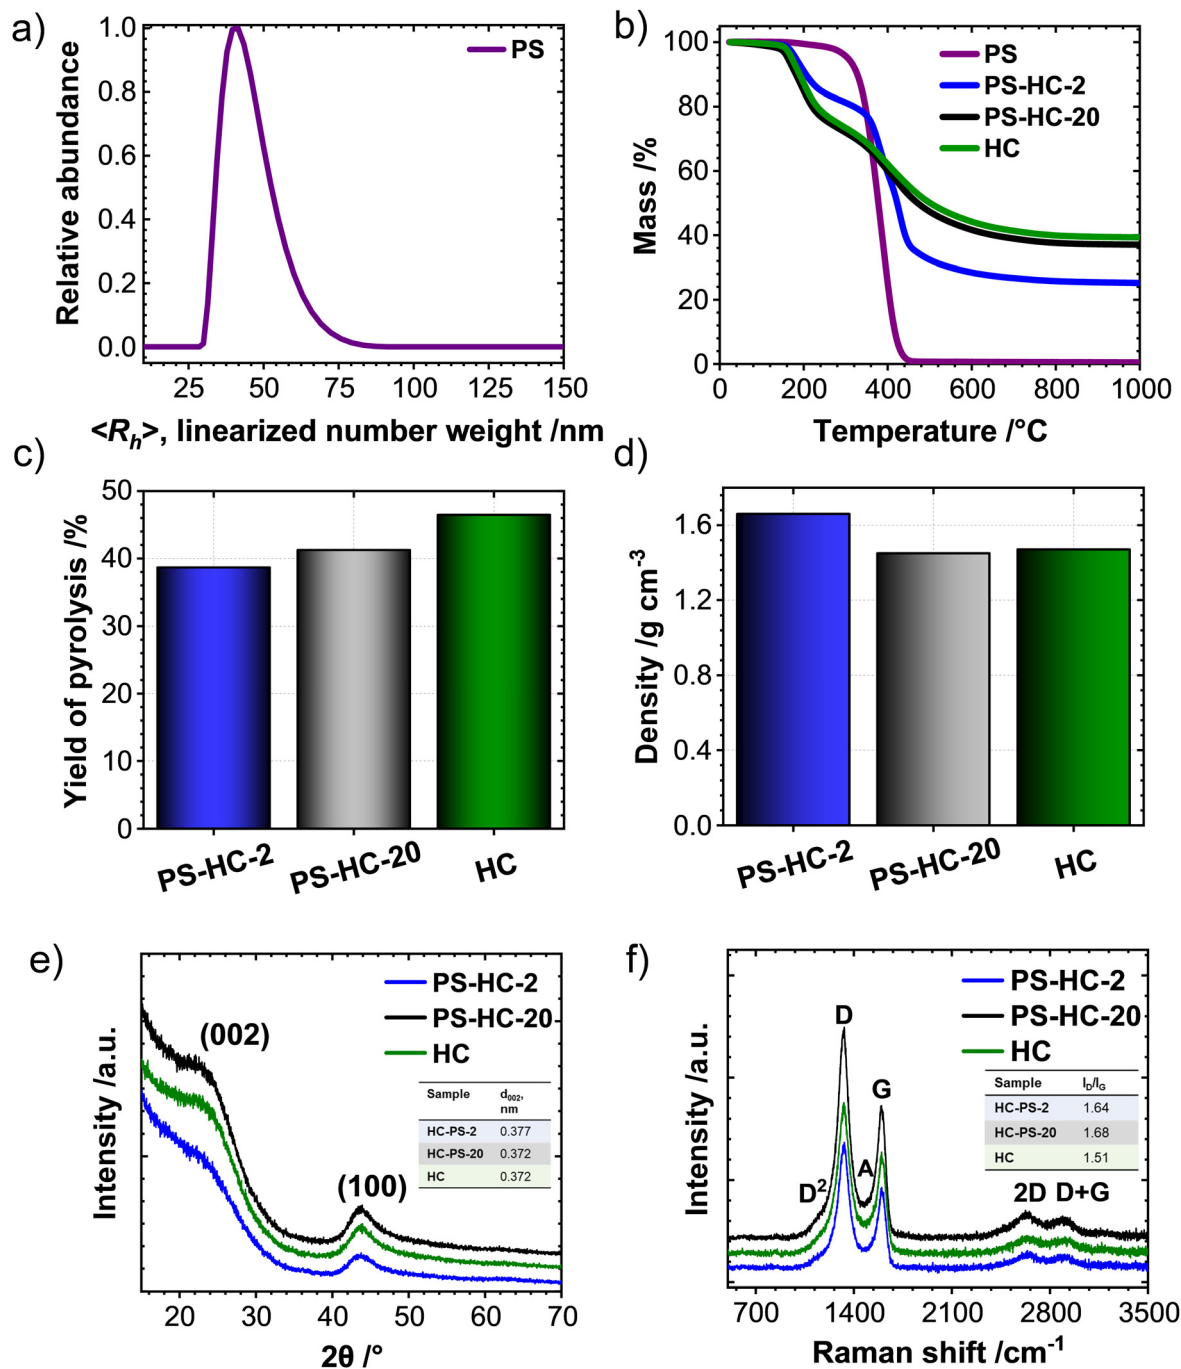 a)
PS
1.0
0.8
0.6
0.4
0.2
0.0
Relative abundance
25 50 75 100 125 150
<Rₕ>, linearized number weight /nm
b)
PS
PS-HC-2
PS-HC-20
HC
100
80
60
40
20
0
Mass /%
0 200 400 600 800 1000
Temperature /°C
c)
50
40
30
20
10
0
Yield of pyrolysis /%
PS-HC-2 PS-HC-20 HC
d)
1.6
1.2
0.8
0.4
0.0
Density /g cm⁻³
PS-HC-2 PS-HC-20 HC
e)
PS-HC-2
PS-HC-20
HC
(002)
(100)
Sample d₀₀₂, nm
HC-PS-2 0.377
HC-PS-20 0.372
HC 0.372
Intensity /a.u.
20 30 40 50 60 70
2θ /°
f)
PS-HC-2
PS-HC-20
HC
D
G
A
D²
2D D+G
Sample I_D/I_G
HC-PS-2 1.64
HC-PS-20 1.68
HC 1.51
Intensity /a.u.
700 1400 2100 2800 3500
Raman shift /cm⁻¹